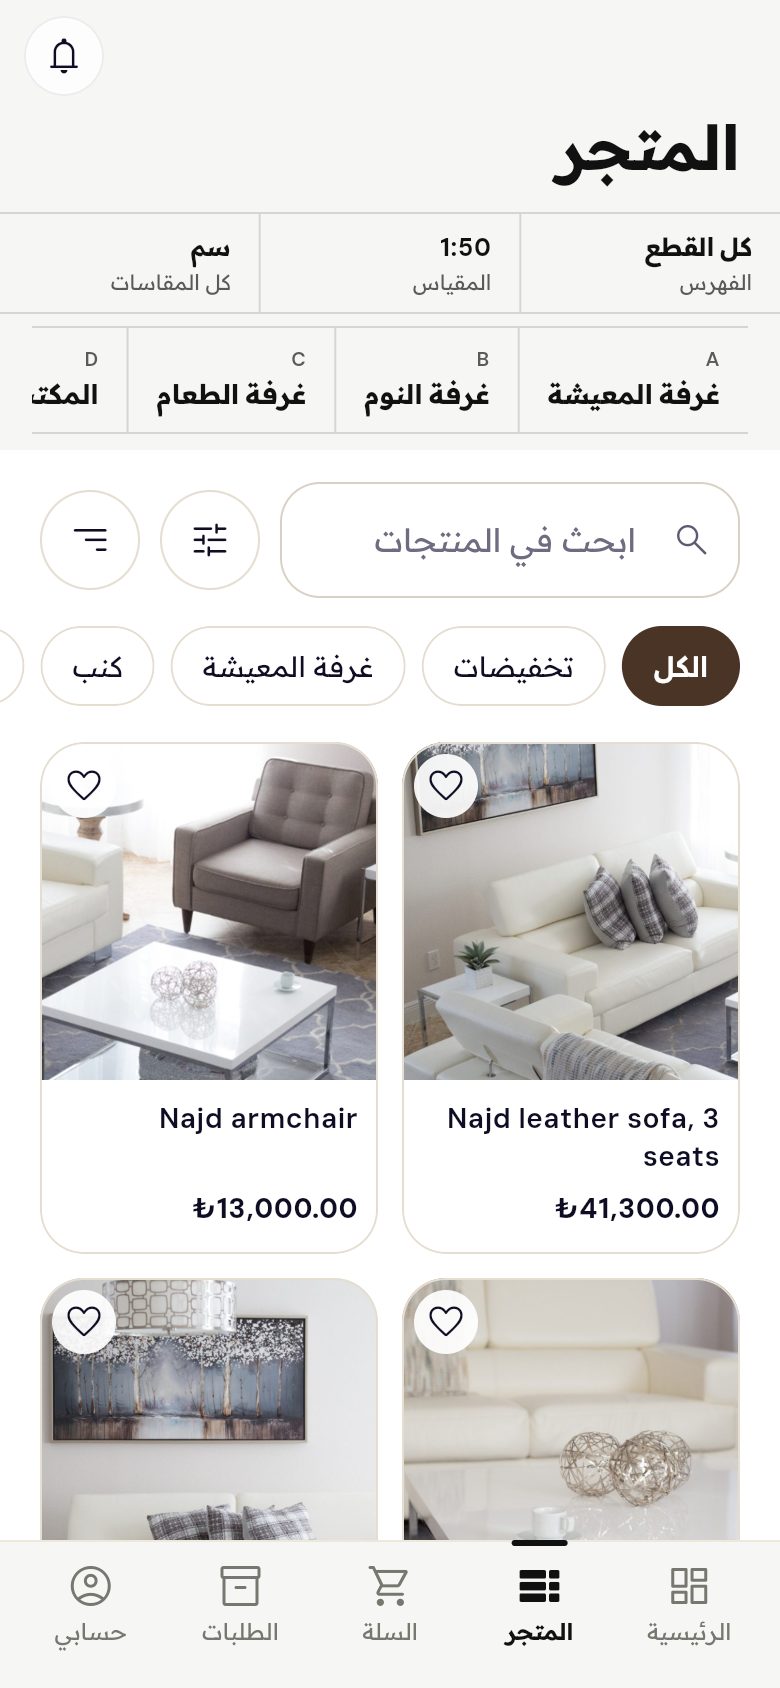 المتجر
كل القطع
الفهرس
1:50
المقياس
سم
كل المقاسات
A
غرفة المعيشة
B
غرفة النوم
C
غرفة الطعام
D
المكتب
ابحث في المنتجات
الكل
تخفيضات
غرفة المعيشة
كنب
Najd leather sofa, 3
seats
₺41,300.00
Najd armchair
₺13,000.00
الرئيسية
المتجر
السلة
الطلبات
حسابي